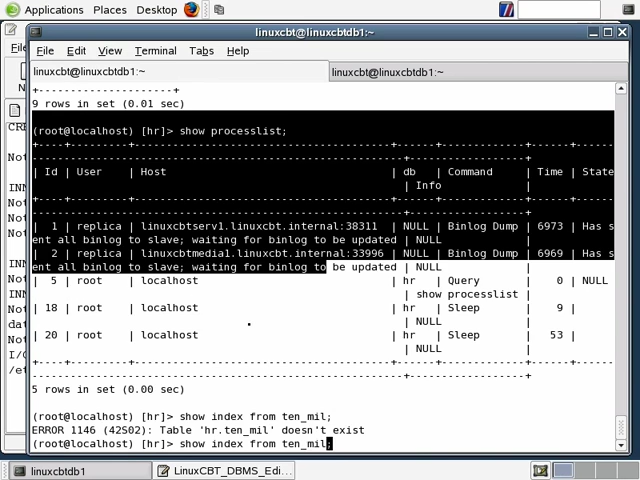 Applications Places Desktop
linuxcbt@linuxcbtdb1:~
File Edit View Terminal Tabs Help
linuxcbt@linuxcbtdb1:~ linuxcbt@linuxcbtdb1:~
+--------------------+
9 rows in set (0.01 sec)
(root@localhost) [hr]> show processlist;
| Id | User | Host | db | Command | Time | State
| Info |
| 1 | replica | linuxcbtserv1.linuxcbt.internal:38311 | NULL | Binlog Dump | 6973 | Has s
ent all binlog to slave; waiting for binlog to be updated | NULL |
| 2 | replica | linuxcbtmedia1.linuxcbt.internal:33996 | NULL | Binlog Dump | 6969 | Has s
ent all binlog to slave; waiting for binlog to be updated | NULL |
| 5 | root | localhost | hr | Query | 0 | NULL
| show processlist |
| 18 | root | localhost | hr | Sleep | 9 |
| NULL |
| 20 | root | localhost | hr | Sleep | 53 |
| NULL |
5 rows in set (0.00 sec)
(root@localhost) [hr]> show index from ten_mil;
ERROR 1146 (42S02): Table 'hr.ten_mil' doesn't exist
(root@localhost) [hr]> show index from ten_mil;
linuxcbtdb1 LinuxCBT_DBMS_Edi...